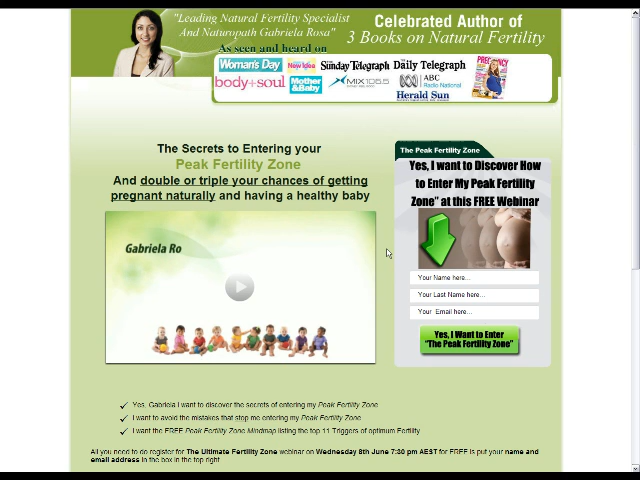 "Leading Natural Fertility Specialist
And Naturopath Gabriela Rosa"
Celebrated Author of
3 Books on Natural Fertility
As seen and heard on
Woman's Day
New Idea
Sunday Telegraph
Daily Telegraph
body+soul
Mother
&Baby
MIX106.5
ABC
Radio National
Herald Sun
PREGNANCY
The Secrets to Entering your
Peak Fertility Zone
And double or triple your chances of getting
pregnant naturally and having a healthy baby
Gabriela Ro
The Peak Fertility Zone
Yes, I want to Discover How
to Enter My Peak Fertility
Zone" at this FREE Webinar
Your Name here...
Your Last Name here...
Your Email here...
Yes, I Want to Enter
"The Peak Fertility Zone"
Yes, Gabriela I want to discover the secrets of entering my Peak Fertility Zone
I want to avoid the mistakes that stop me entering my Peak Fertility Zone
I want the FREE Peak Fertility Zone Mindmap listing the top 11 Triggers of optimum Fertility
All you need to do register for The Ultimate Fertility Zone webinar on Wednesday 8th June 7:30 pm AEST for FREE is put your name and
email address in the box in the top right.